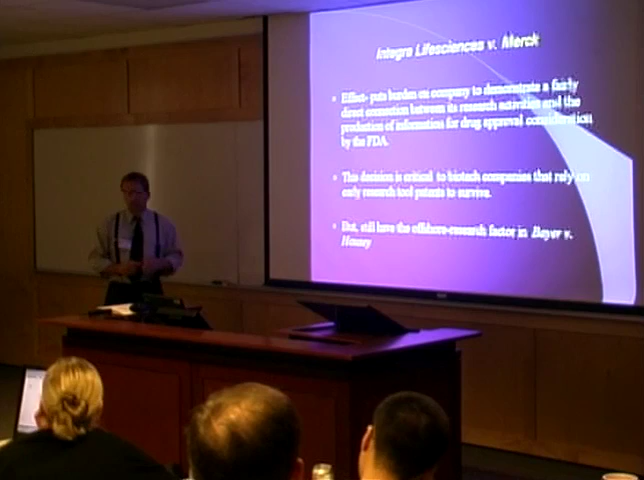 Integra Lifesciences v. Merck
Effect- puts burden on company to demonstrate a fairly
direct connection between its research activities and the
production of information for drug approval consideration
by the FDA.
This decision is critical to biotech companies that rely on
early research tool patents to survive.
But, still have the offshore-research factor in Bayer v.
Housey